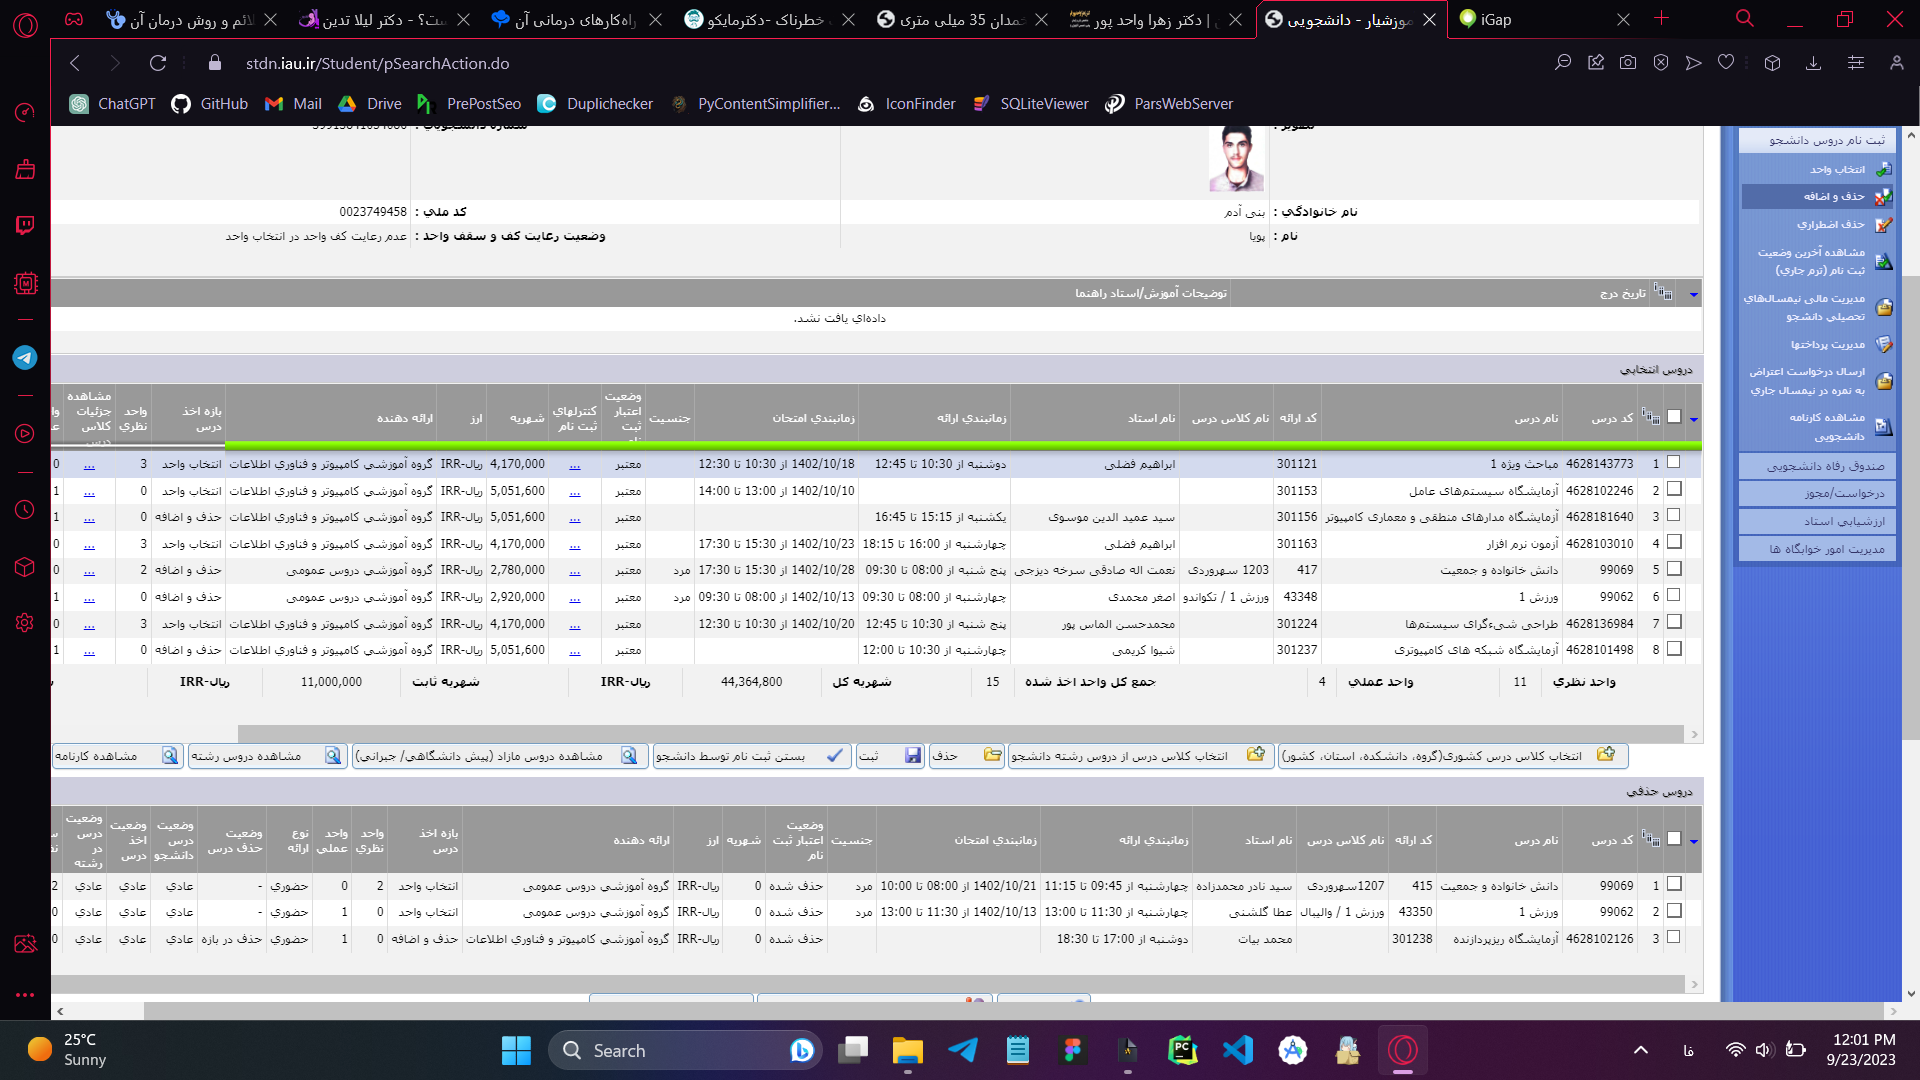 لائم و روش درمان آن
ست؟ - دکتر لیلا تدین
راه‌کارهای درمانی آن
خطرناک -دکترمایکو
خمدان 35 میلی متری
| دکتر زهرا واحد پور
موزشیار - دانشجویی
iGap
stdn.iau.ir/Student/pSearchAction.do
ChatGPT
GitHub
Mail
Drive
PrePostSeo
Duplichecker
PyContentSimplifier...
IconFinder
SQLiteViewer
ParsWebServer
تصویر :
شماره دانشجویی : 39913841054060
نام خانوادگی : بنی آدم
کد ملی : 0023749458
نام : پویا
وضعیت رعایت کف و سقف واحد : عدم رعایت کف واحد در انتخاب واحد
تاریخ درج
توضیحات آموزش/استاد راهنما
داده‌ای یافت نشد.
دروس انتخابی
کد درس نام درس کد ارائه نام کلاس درس نام استاد زمانبندی ارائه زمانبندی امتحان جنسیت وضعیت اعتبار ثبت نام کنترلهای ثبت نام شهریه ارز ارائه دهنده بازه اخذ درس واحد نظری مشاهده جزئیات کلاس درس
1 4628143773 مباحث ویژه 1 301121 ابراهیم فضلی دوشنبه از 10:30 تا 12:45 1402/10/18 از 10:30 تا 12:30 معتبر ... 4,170,000 ریال-IRR گروه آموزشی کامپیوتر و فناوری اطلاعات انتخاب واحد 3 ... 0
2 4628102246 آزمایشگاه سیستم‌های عامل 301153 1402/10/10 از 13:00 تا 14:00 معتبر ... 5,051,600 ریال-IRR گروه آموزشی کامپیوتر و فناوری اطلاعات انتخاب واحد 0 ... 1
3 4628181640 آزمایشگاه مدارهای منطقی و معماری کامپیوتر 301156 سید عمید الدین موسوی یکشنبه از 15:15 تا 16:45 معتبر ... 5,051,600 ریال-IRR گروه آموزشی کامپیوتر و فناوری اطلاعات حذف و اضافه 0 ... 1
4 4628103010 آزمون نرم افزار 301163 ابراهیم فضلی چهارشنبه از 16:00 تا 18:15 1402/10/23 از 15:30 تا 17:30 معتبر ... 4,170,000 ریال-IRR گروه آموزشی کامپیوتر و فناوری اطلاعات انتخاب واحد 3 ... 0
5 99069 دانش خانواده و جمعیت 417 1203 سهروردی نعمت اله صادقی سرخه دیزجی پنج شنبه از 08:00 تا 09:30 1402/10/28 از 15:30 تا 17:30 مرد معتبر ... 2,780,000 ریال-IRR گروه آموزشی دروس عمومی حذف و اضافه 2 ... 0
6 99062 ورزش 1 43348 ورزش 1 / تکواندو اصغر محمدی چهارشنبه از 08:00 تا 09:30 1402/10/13 از 08:00 تا 09:30 مرد معتبر ... 2,920,000 ریال-IRR گروه آموزشی دروس عمومی حذف و اضافه 0 ... 1
7 4628136984 طراحی شیءگرای سیستم‌ها 301224 محمدحسن الماس پور پنج شنبه از 10:30 تا 12:45 1402/10/20 از 10:30 تا 12:30 معتبر ... 4,170,000 ریال-IRR گروه آموزشی کامپیوتر و فناوری اطلاعات انتخاب واحد 3 ... 0
8 4628101498 آزمایشگاه شبکه های کامپیوتری 301237 شیوا کریمی چهارشنبه از 10:30 تا 12:00 معتبر ... 5,051,600 ریال-IRR گروه آموزشی کامپیوتر و فناوری اطلاعات حذف و اضافه 0 ... 1
واحد نظری 11 واحد عملی 4 جمع کل واحد اخذ شده 15 شهریه کل 44,364,800 ریال-IRR شهریه ثابت 11,000,000 ریال-IRR
انتخاب کلاس درس کشوری(گروه، دانشکده، استان، کشور)
انتخاب کلاس درس از دروس رشته دانشجو
حذف
ثبت
بستن ثبت نام توسط دانشجو
مشاهده دروس مازاد (پیش دانشگاهی/ جبرانی)
مشاهده دروس رشته
مشاهده کارنامه
دروس حذفی
کد درس نام درس کد ارائه نام کلاس درس نام استاد زمانبندی ارائه زمانبندی امتحان جنسیت وضعیت اعتبار ثبت نام شهریه ارز ارائه دهنده بازه اخذ درس واحد نظری واحد عملی نوع ارائه وضعیت حذف درس وضعیت درس دانشجو وضعیت اخذ درس وضعیت درس در رشته
1 99069 دانش خانواده و جمعیت 415 1207سهروردی سید نادر محمدزاده چهارشنبه از 09:45 تا 11:15 1402/10/21 از 08:00 تا 10:00 مرد حذف شده 0 ریال-IRR گروه آموزشی دروس عمومی انتخاب واحد 2 0 حضوری - عادی عادی عادی 2
2 99062 ورزش 1 43350 ورزش 1 / والیبال عطا گلشنی چهارشنبه از 11:30 تا 13:00 1402/10/13 از 11:30 تا 13:00 مرد حذف شده 0 ریال-IRR گروه آموزشی دروس عمومی انتخاب واحد 0 1 حضوری - عادی عادی عادی 0
3 4628102126 آزمایشگاه ریزپردازنده 301238 محمد بیات دوشنبه از 17:00 تا 18:30 حذف شده 0 ریال-IRR گروه آموزشی کامپیوتر و فناوری اطلاعات حذف و اضافه 0 1 حضوری حذف در بازه عادی عادی عادی 0
ثبت نام دروس دانشجو
انتخاب واحد
حذف و اضافه
حذف اضطراری
مشاهده آخرین وضعیت
ثبت نام (ترم جاری)
مدیریت مالی نیمسال‌های
تحصیلی دانشجو
مدیریت پرداختها
ارسال درخواست اعتراض
به نمره در نیمسال جاری
مشاهده کارنامه
دانشجویی
صندوق رفاه دانشجویی
درخواست/مجوز
ارزشیابی استاد
مدیریت امور خوابگاه ها
25°C
Sunny
Search
فا
12:01 PM
9/23/2023